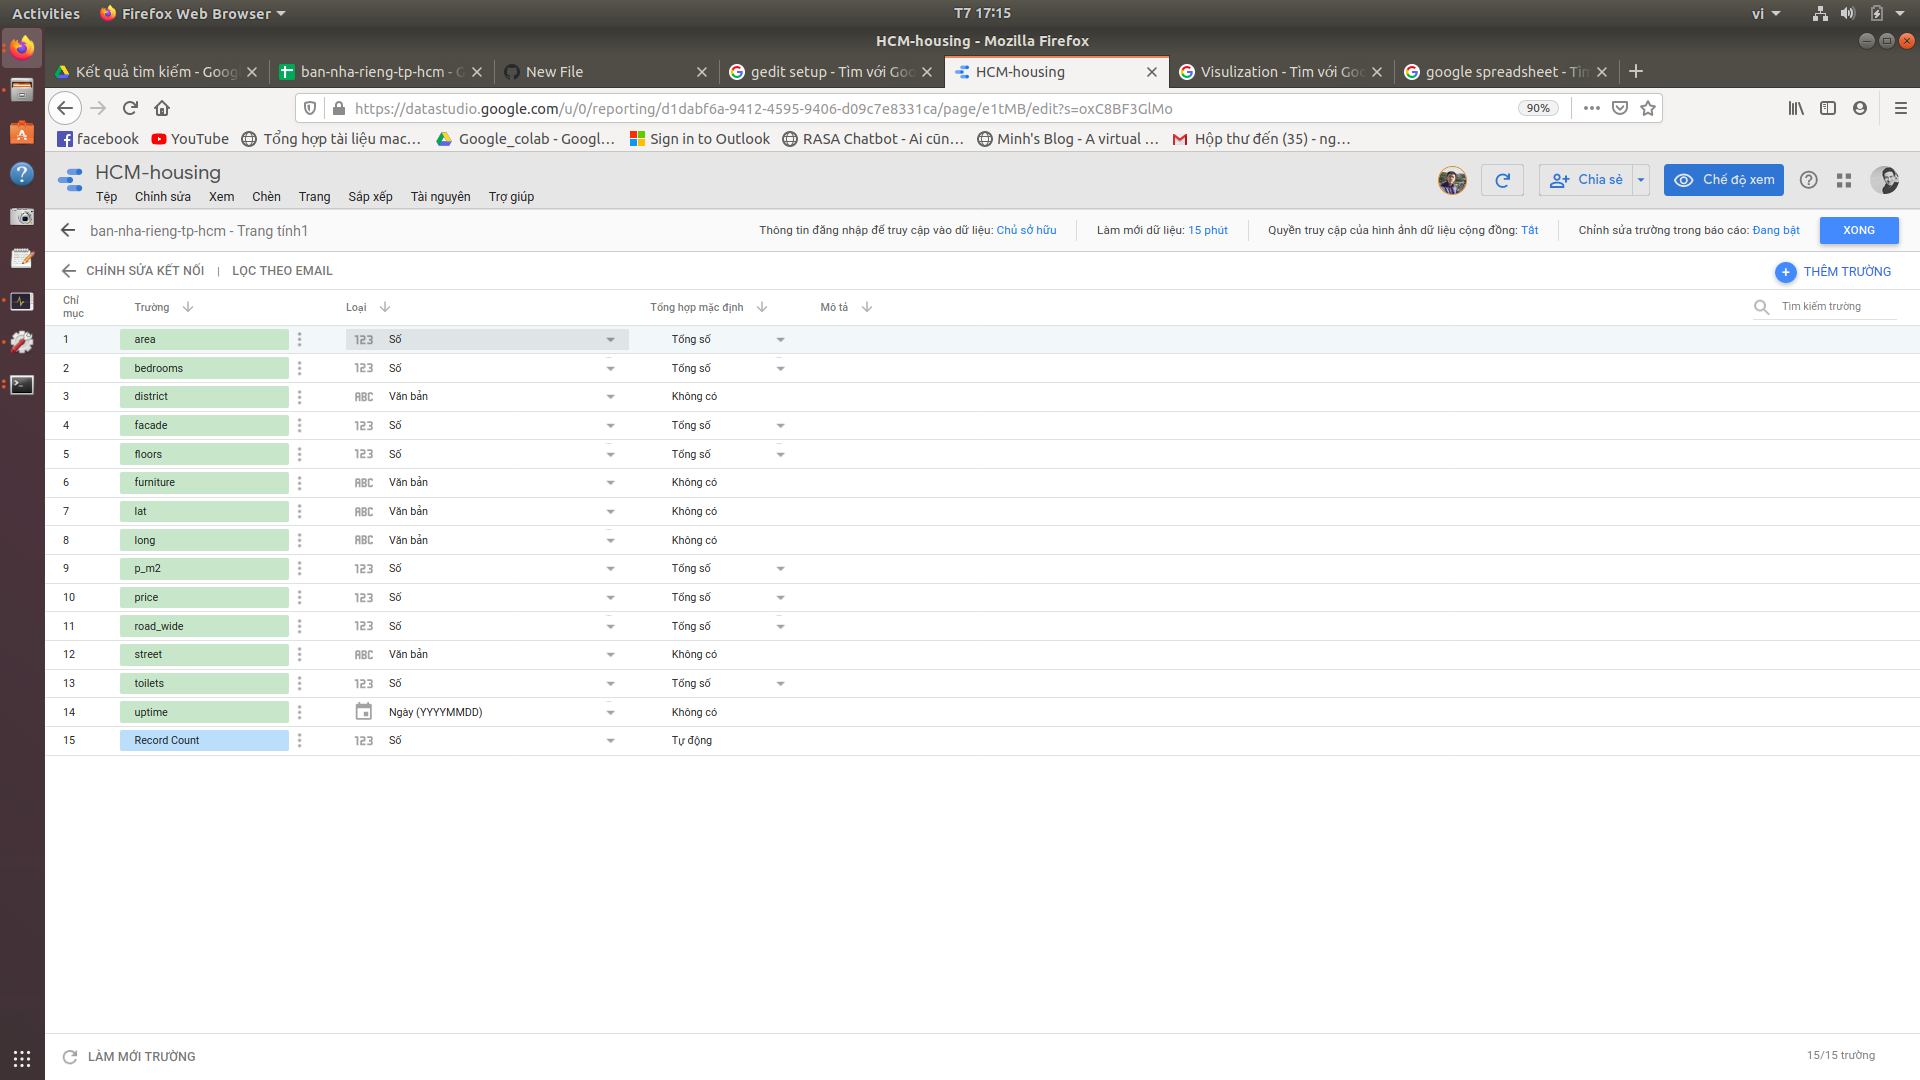 Activities Firefox Web Browser T7 17:15 vi
HCM-housing - Mozilla Firefox
Kết quả tìm kiếm - Goog ban-nha-rieng-tp-hcm - G New File gedit setup - Tìm với Goo HCM-housing Visulization - Tìm với Goo google spreadsheet - Tìm
https://datastudio.google.com/u/0/reporting/d1dabf6a-9412-4595-9406-d09c7e8331ca/page/e1tMB/edit?s=oxC8BF3GlMo 90%
facebook YouTube Tổng hợp tài liệu mac… Google_colab - Googl… Sign in to Outlook RASA Chatbot - Ai cũn… Minh's Blog - A virtual … Hộp thư đến (35) - ng…
HCM-housing
Chia sẻ Chế độ xem
Tệp Chỉnh sửa Xem Chèn Trang Sắp xếp Tài nguyên Trợ giúp
ban-nha-rieng-tp-hcm - Trang tính1 Thông tin đăng nhập để truy cập vào dữ liệu: Chủ sở hữu Làm mới dữ liệu: 15 phút Quyền truy cập của hình ảnh dữ liệu cộng đồng: Tắt Chỉnh sửa trường trong báo cáo: Đang bật XONG
CHỈNH SỬA KẾT NỐI | LỌC THEO EMAIL THÊM TRƯỜNG
Chỉ mục Trường Loại Tổng hợp mặc định Mô tả Tìm kiếm trường
1 area 123 Số Tổng số
2 bedrooms 123 Số Tổng số
3 district ABC Văn bản Không có
4 facade 123 Số Tổng số
5 floors 123 Số Tổng số
6 furniture ABC Văn bản Không có
7 lat ABC Văn bản Không có
8 long ABC Văn bản Không có
9 p_m2 123 Số Tổng số
10 price 123 Số Tổng số
11 road_wide 123 Số Tổng số
12 street ABC Văn bản Không có
13 toilets 123 Số Tổng số
14 uptime Ngày (YYYYMMDD) Không có
15 Record Count 123 Số Tự động
LÀM MỚI TRƯỜNG 15/15 trường